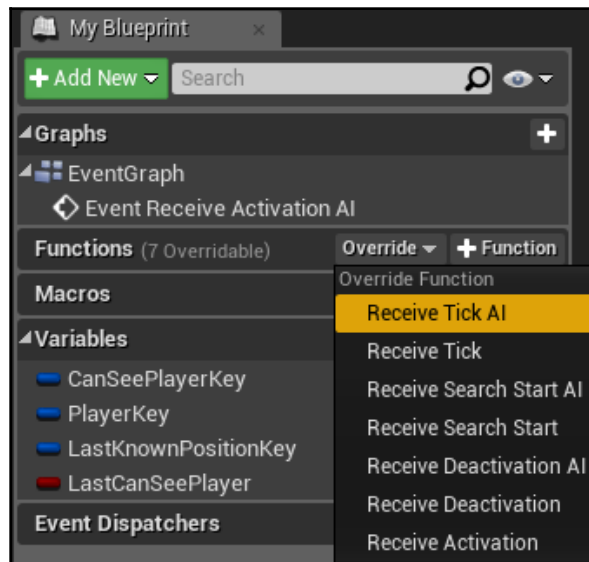 My Blueprint
Add New Search
Graphs
EventGraph
Event Receive Activation AI
Functions (7 Overridable) Override Function
Macros
Variables
CanSeePlayerKey
PlayerKey
LastKnownPositionKey
LastCanSeePlayer
Event Dispatchers
Override Function
Receive Tick AI
Receive Tick
Receive Search Start AI
Receive Search Start
Receive Deactivation AI
Receive Deactivation
Receive Activation